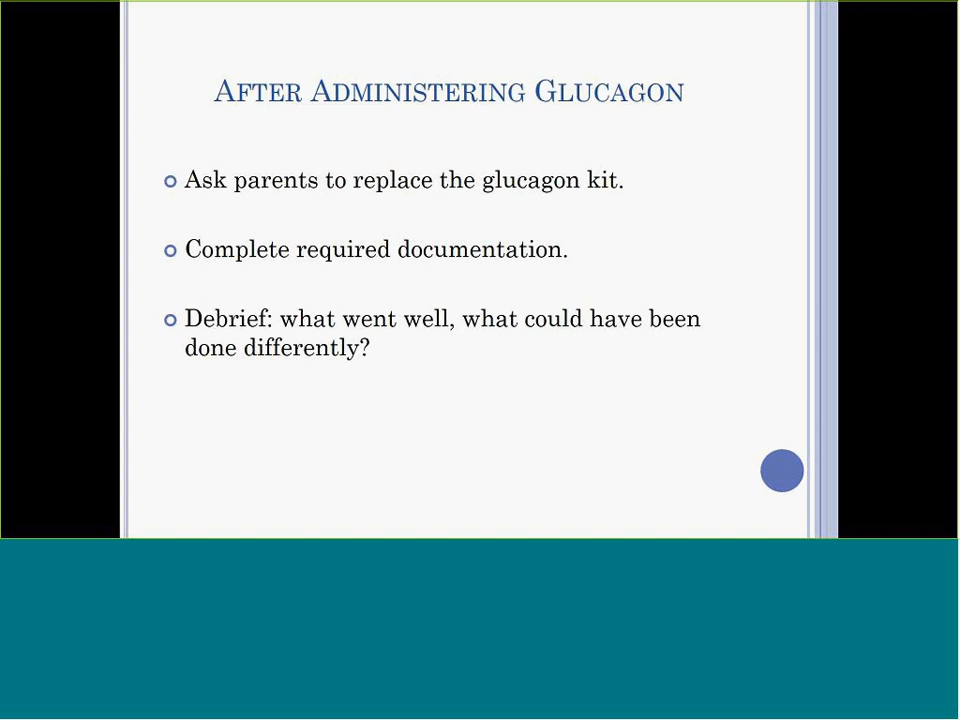 After Administering Glucagon
Ask parents to replace the glucagon kit.
Complete required documentation.
Debrief: what went well, what could have been
done differently?